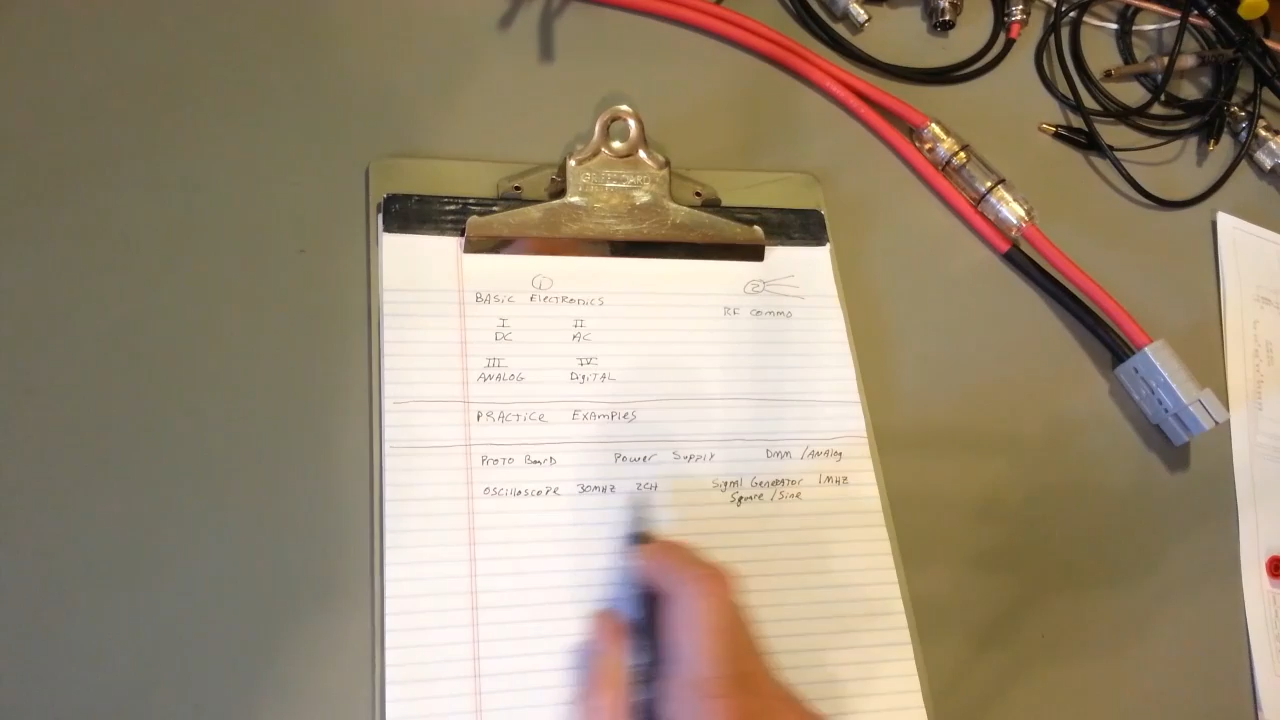 ① ②
BASIC ELECTRONICS
RF COMMO
I II
DC AC
III IV
ANALOG DIGITAL
PRACTICE EXAMPLES
PROTO BOARD POWER SUPPLY DMM / ANALOG
OSCILLOSCOPE 30MHZ 2CH Signal Generator 1MHZ
Square / Sine